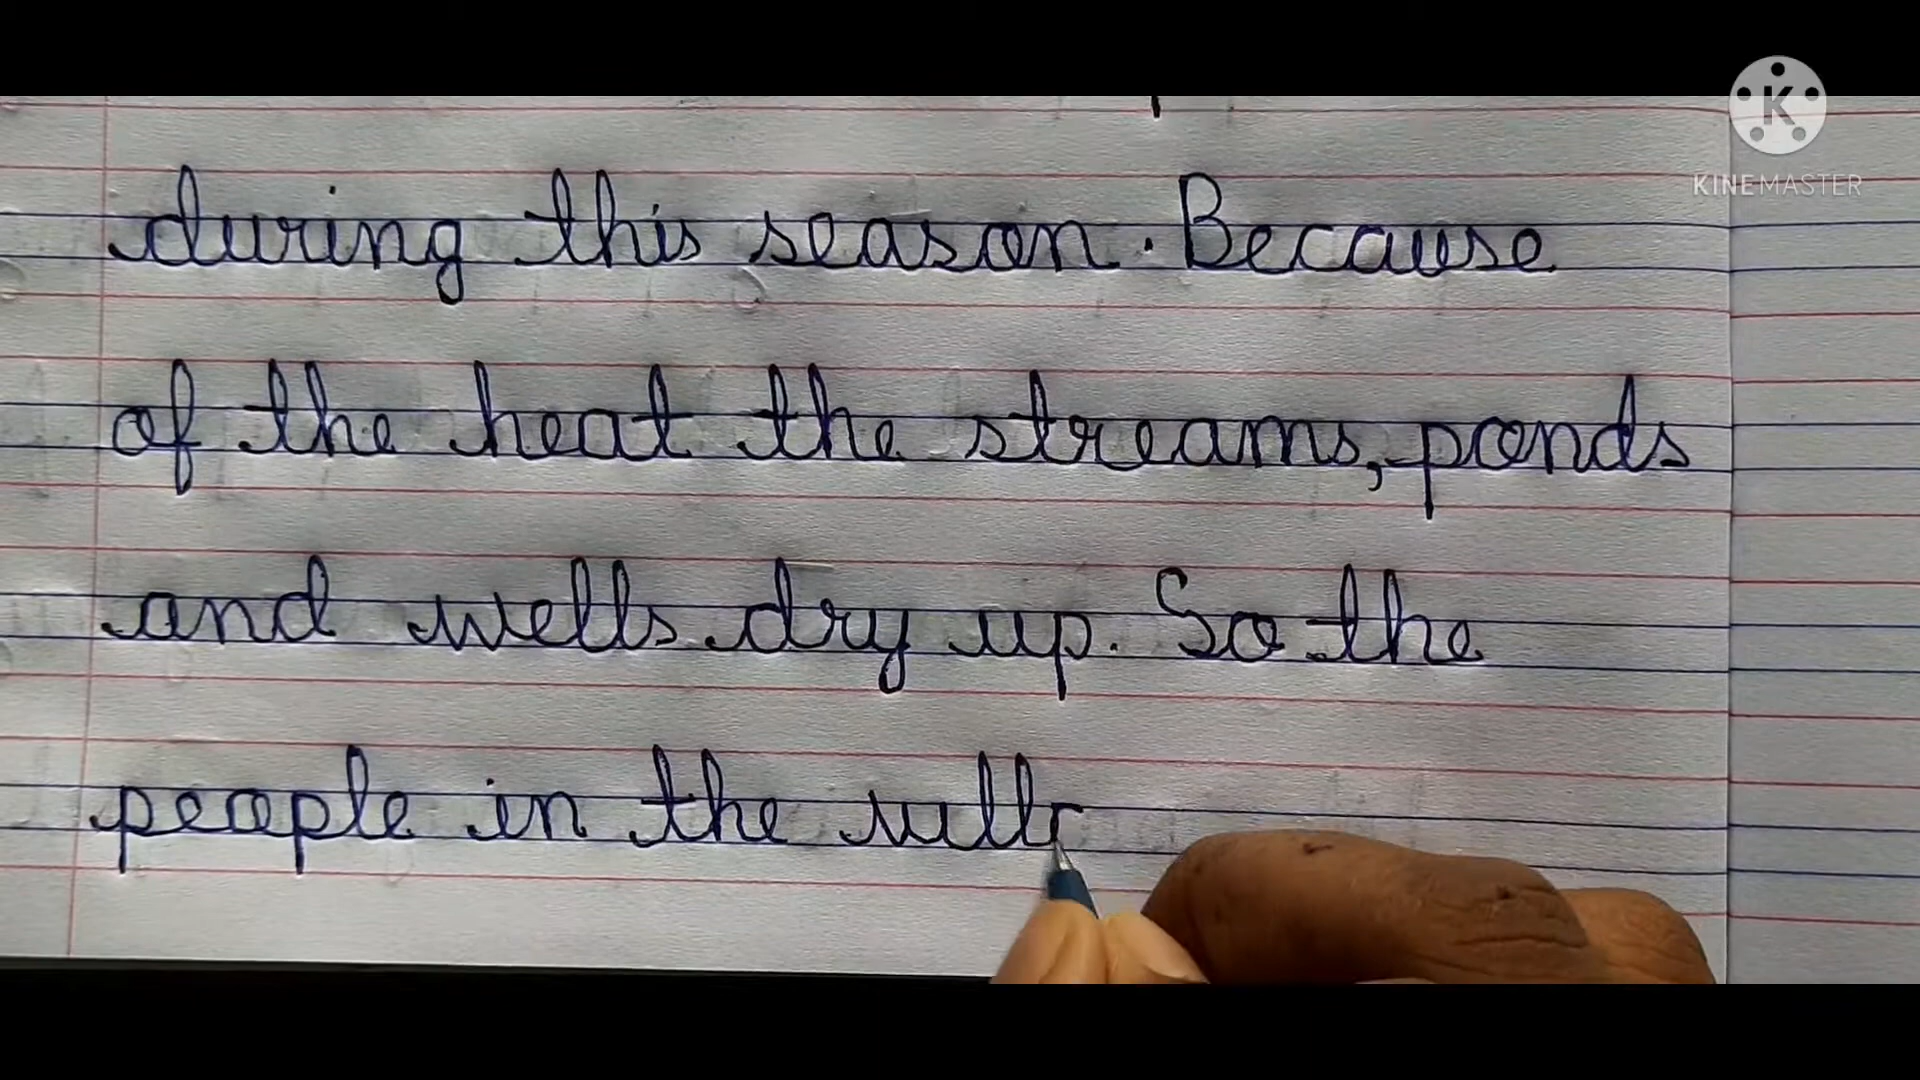 KINEMASTER
during this season. Because
of the heat the streams, ponds
and wells dry up. So the
people in the